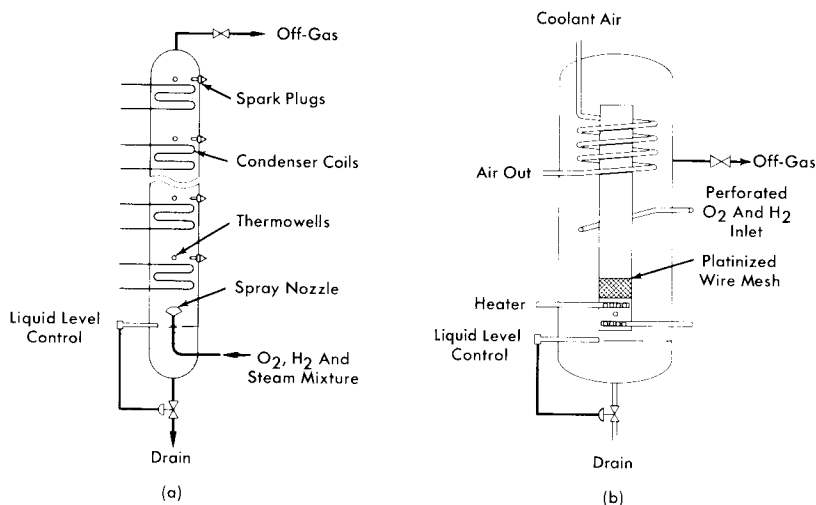 Off-Gas
Spark Plugs
Condenser Coils
Thermowells
Spray Nozzle
Liquid Level
Control
O₂, H₂ And
Steam Mixture
Drain
(a)
Coolant Air
Air Out
Off-Gas
Perforated
O₂ And H₂
Inlet
Platinized
Wire Mesh
Heater
Liquid Level
Control
Drain
(b)